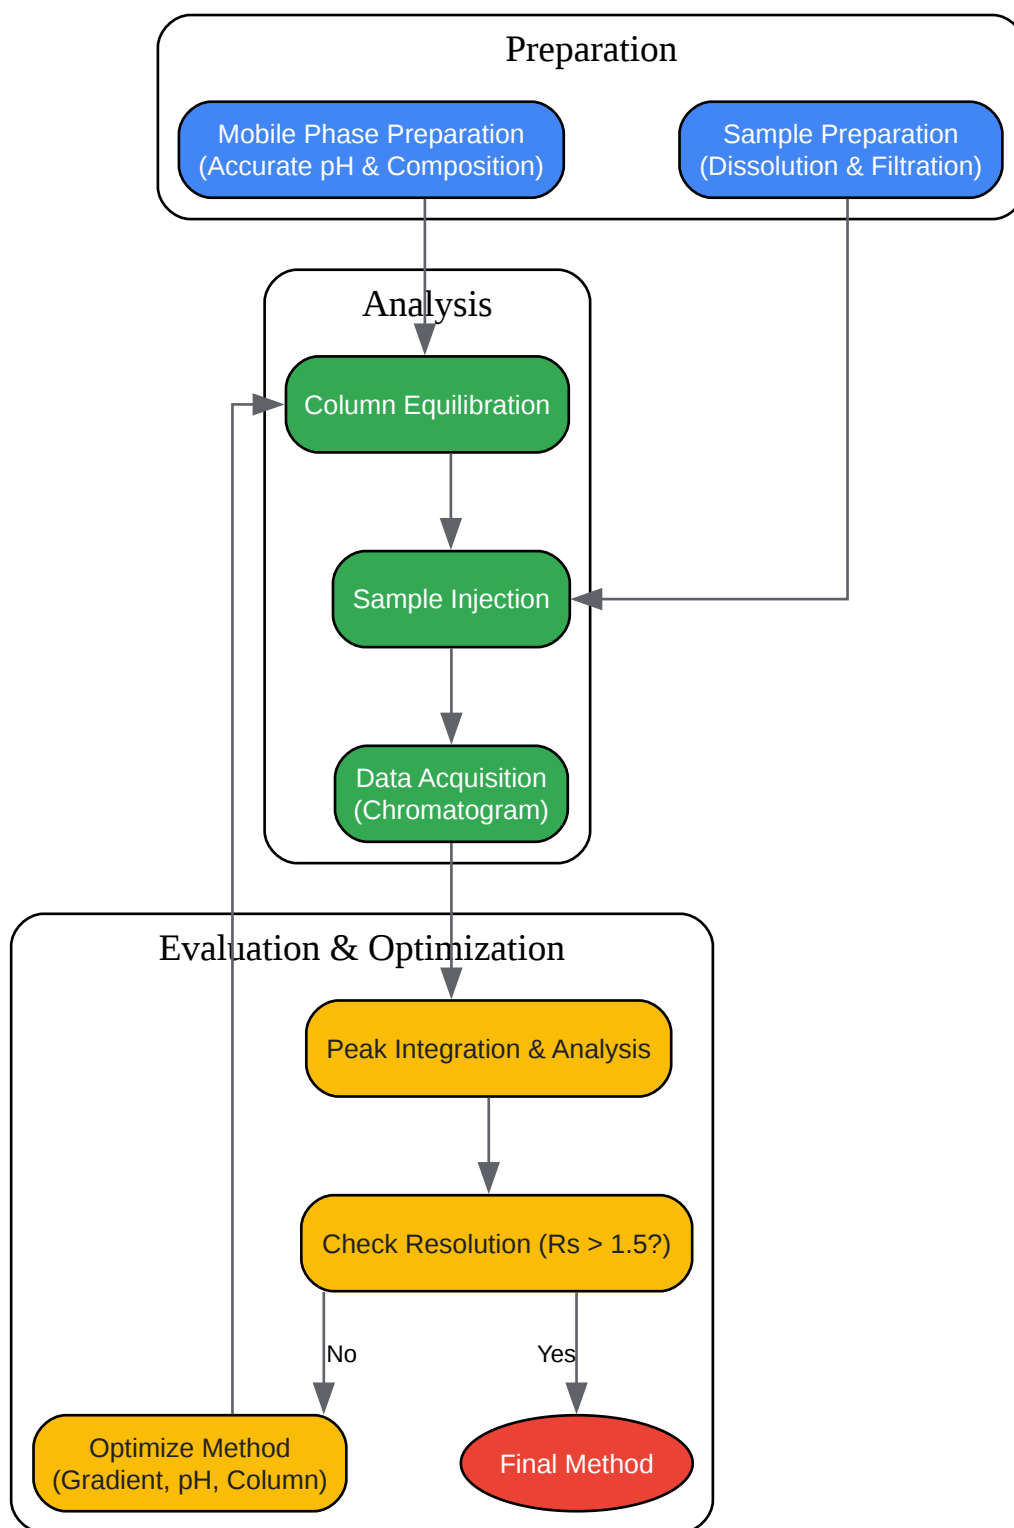 Preparation
Mobile Phase Preparation
(Accurate pH & Composition)
Sample Preparation
(Dissolution & Filtration)
Analysis
Column Equilibration
Sample Injection
Data Acquisition
(Chromatogram)
Evaluation & Optimization
Peak Integration & Analysis
Check Resolution (Rs > 1.5?)
No
Yes
Optimize Method
(Gradient, pH, Column)
Final Method